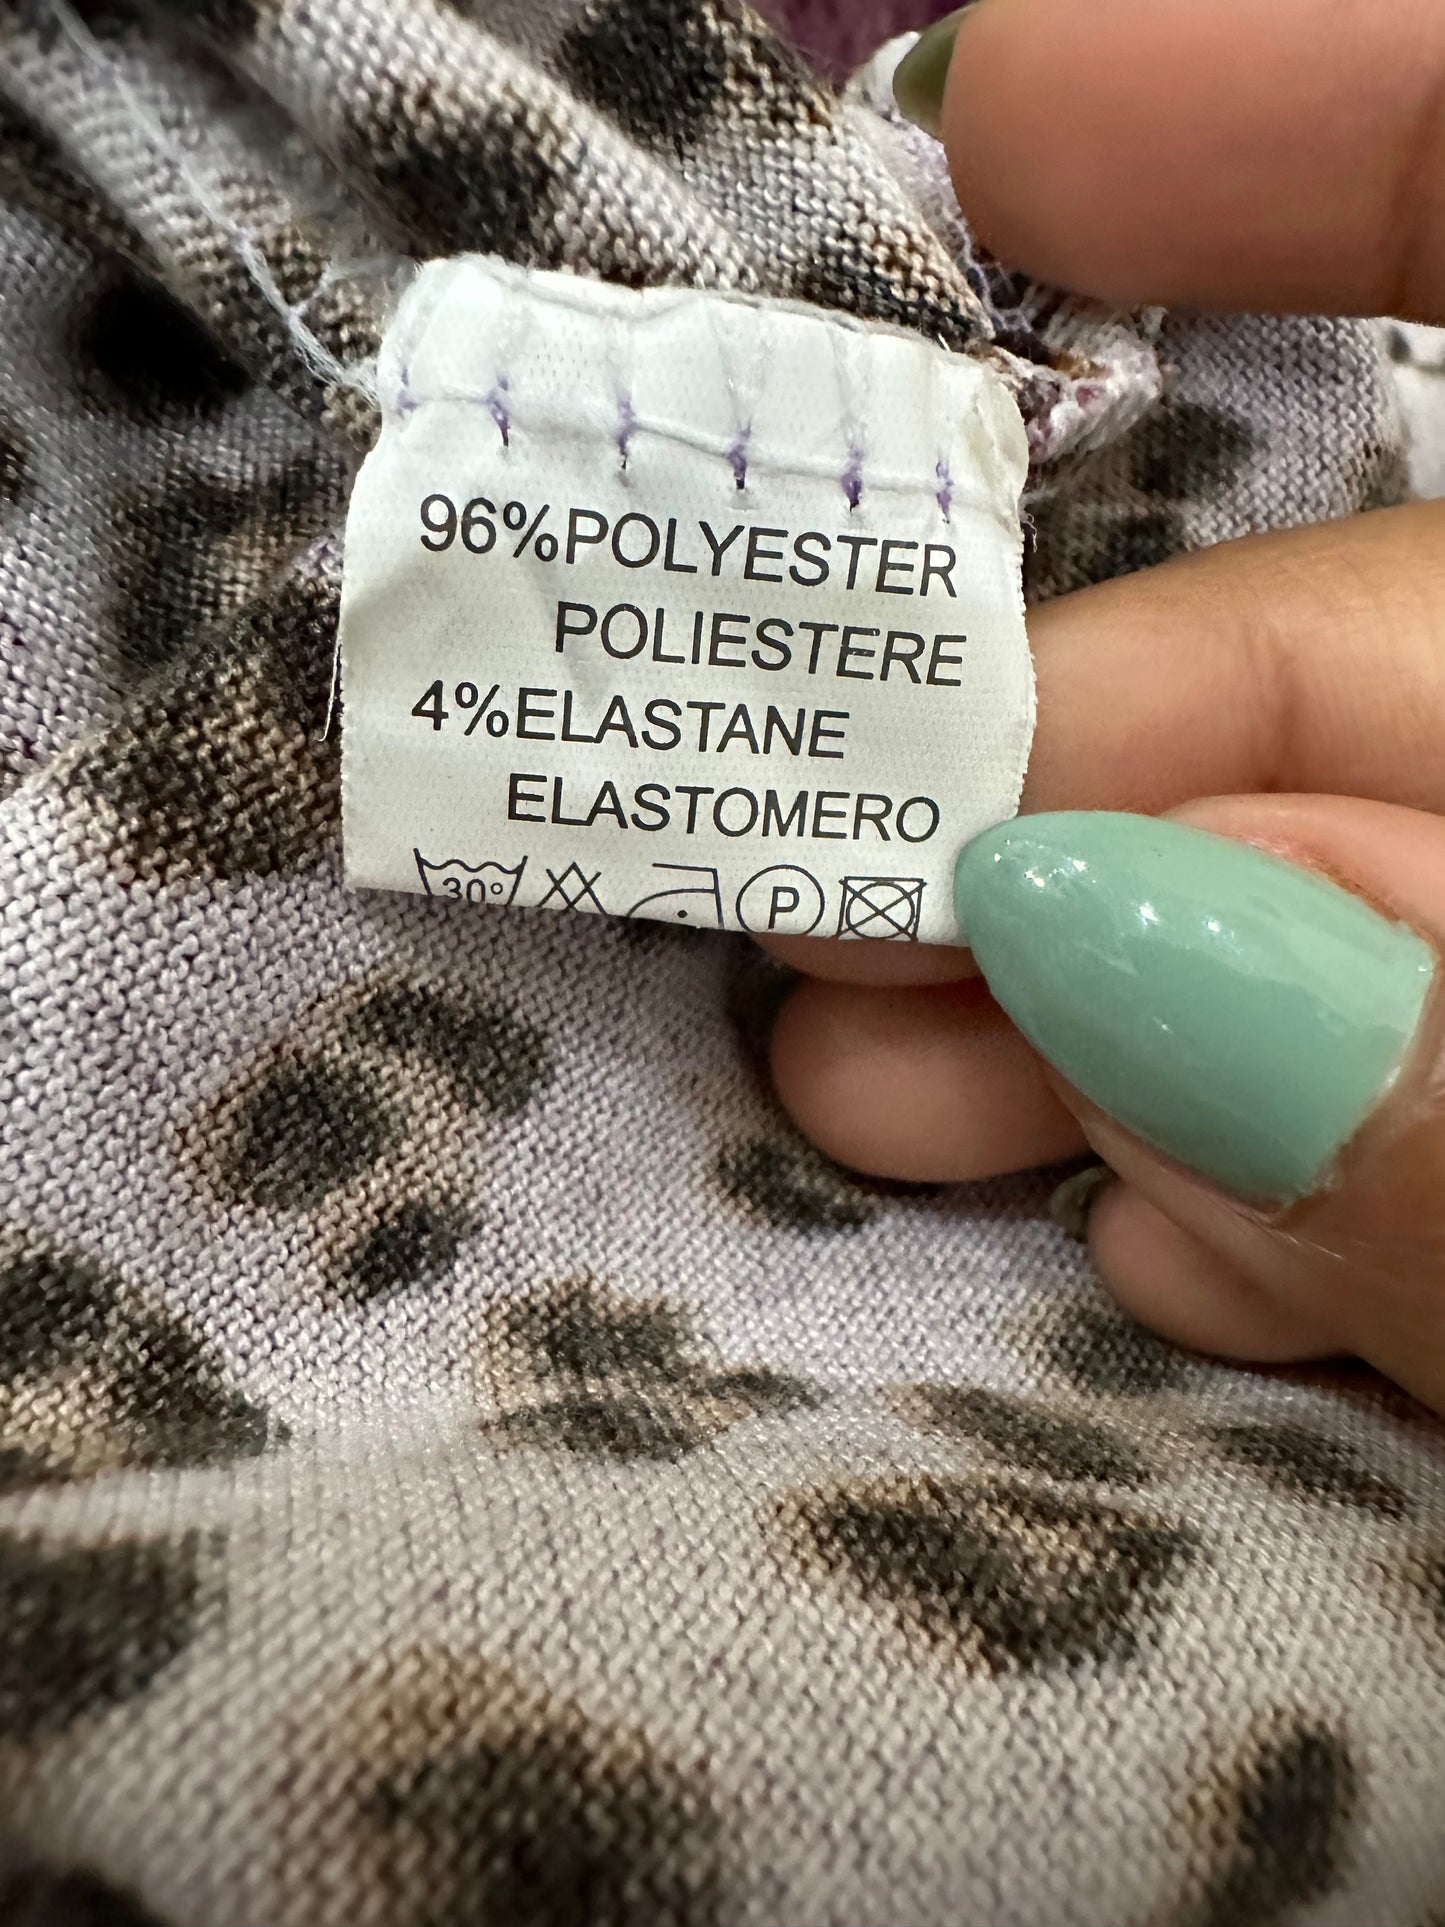 96%POLYESTER
POLIESTERE
4%ELASTANE
ELASTOMERO
30°
P